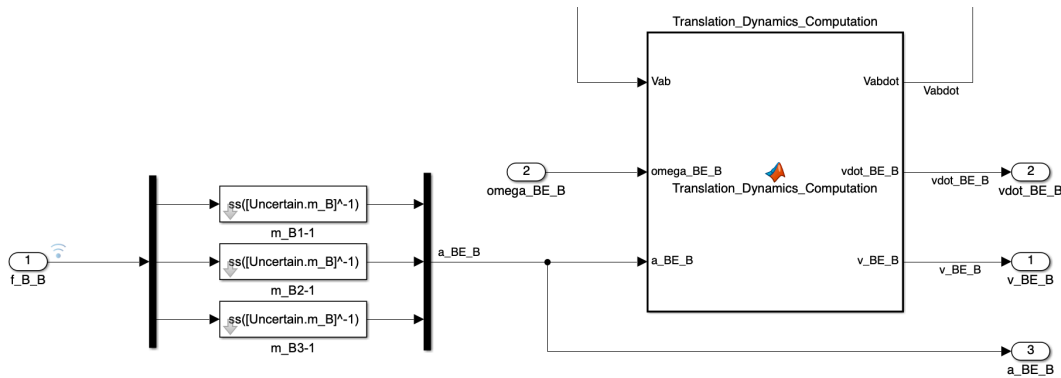 Translation_Dynamics_Computation
Vab
Vabdot
Vabdot
2
omega_BE_B
omega_BE_B
vdot_BE_B
vdot_BE_B
2
vdot_BE_B
Translation_Dynamics_Computation
ss([Uncertain.m_B]^-1)
m_B1-1
1
f_B_B
ss([Uncertain.m_B]^-1)
m_B2-1
a_BE_B
a_BE_B
v_BE_B
v_BE_B
1
v_BE_B
ss([Uncertain.m_B]^-1)
m_B3-1
3
a_BE_B